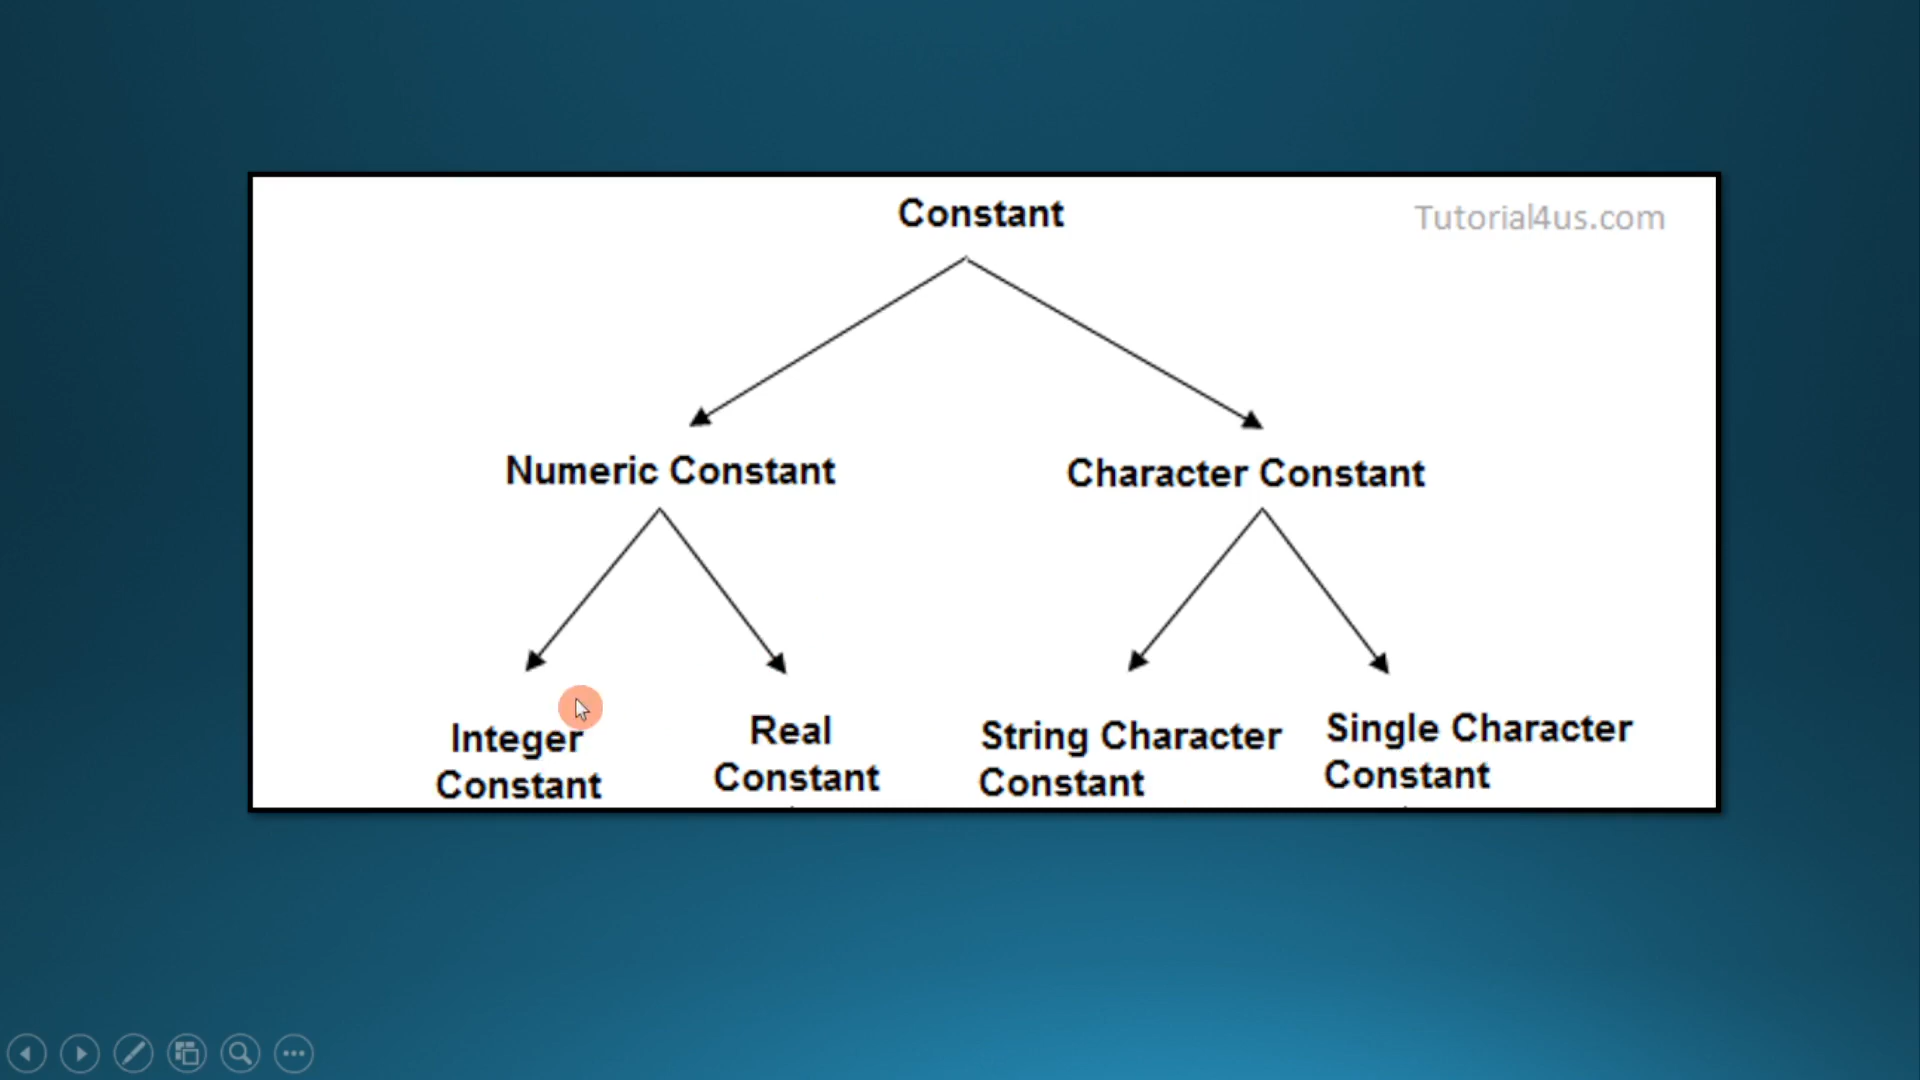 Constant
Tutorial4us.com
Numeric Constant
Character Constant
Integer
Constant
Real
Constant
String Character
Constant
Single Character
Constant